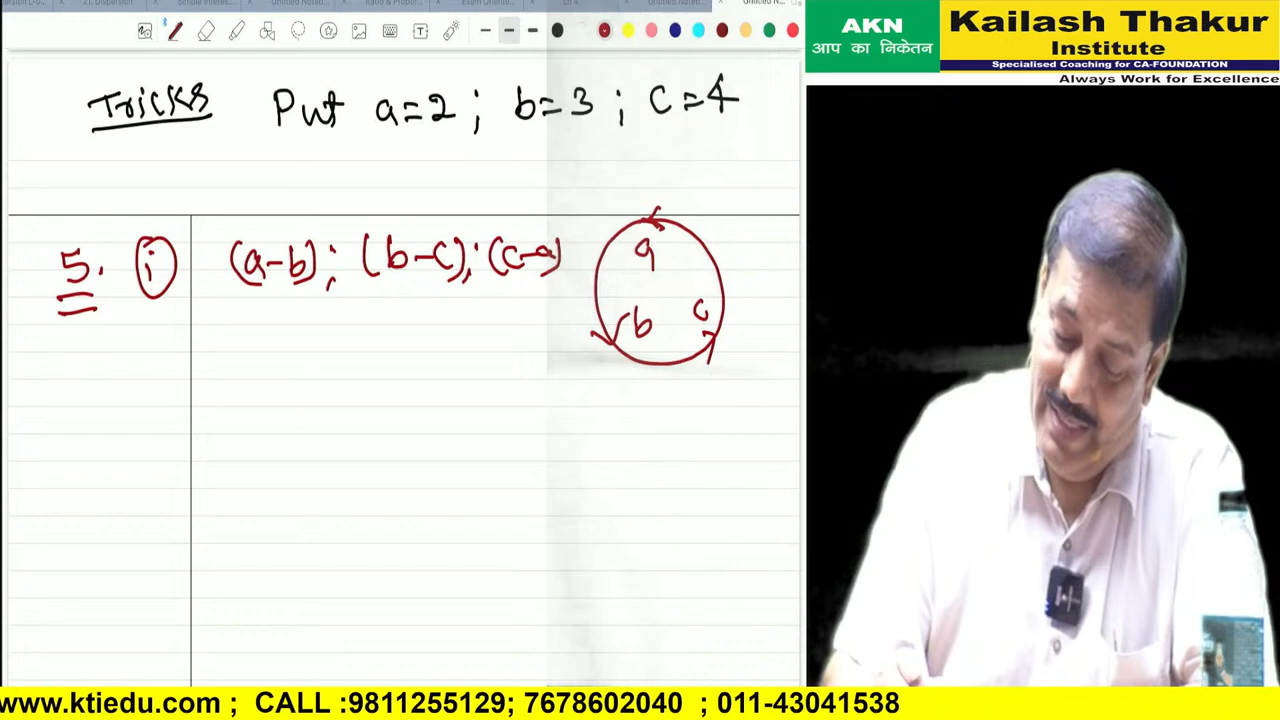 AKN
आप का निकेतन
Kailash Thakur
Institute
Specialised Coaching for CA-FOUNDATION
Always Work for Excellence
Tricks Put a=2 ; b=3 ; c=4
5. (i) (a-b); (b-c); (c-a)
a
b c
www.ktiedu.com ; CALL :9811255129; 7678602040 ; 011-43041538